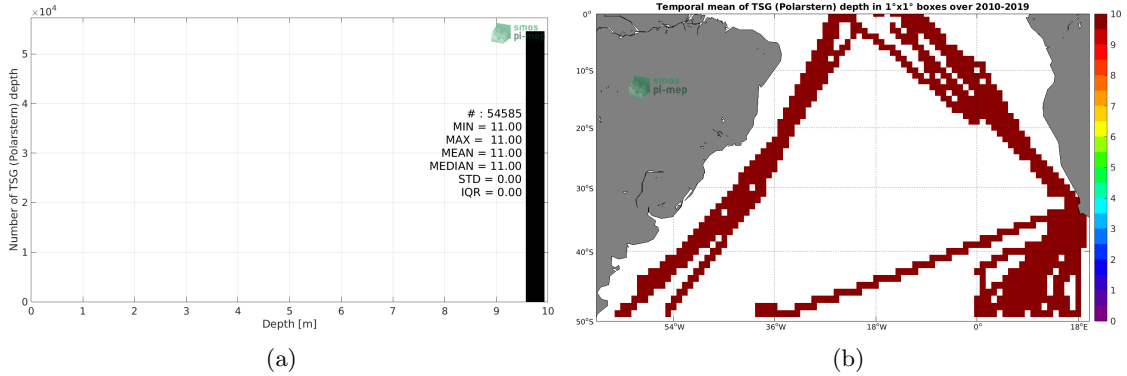 ×10⁴
smos
pi-mep
5
4
3
2
1
0
Number of TSG (Polarstern) depth
# : 54585
MIN = 11.00
MAX = 11.00
MEAN = 11.00
MEDIAN = 11.00
STD = 0.00
IQR = 0.00
0 1 2 3 4 5 6 7 8 9 10
Depth [m]
(a)
Temporal mean of TSG (Polarstern) depth in 1°x1° boxes over 2010-2019
smos
pi-mep
0°
10°S
20°S
30°S
40°S
50°S
54°W 36°W 18°W 0° 18°E
10
9
8
7
6
5
4
3
2
1
0
(b)